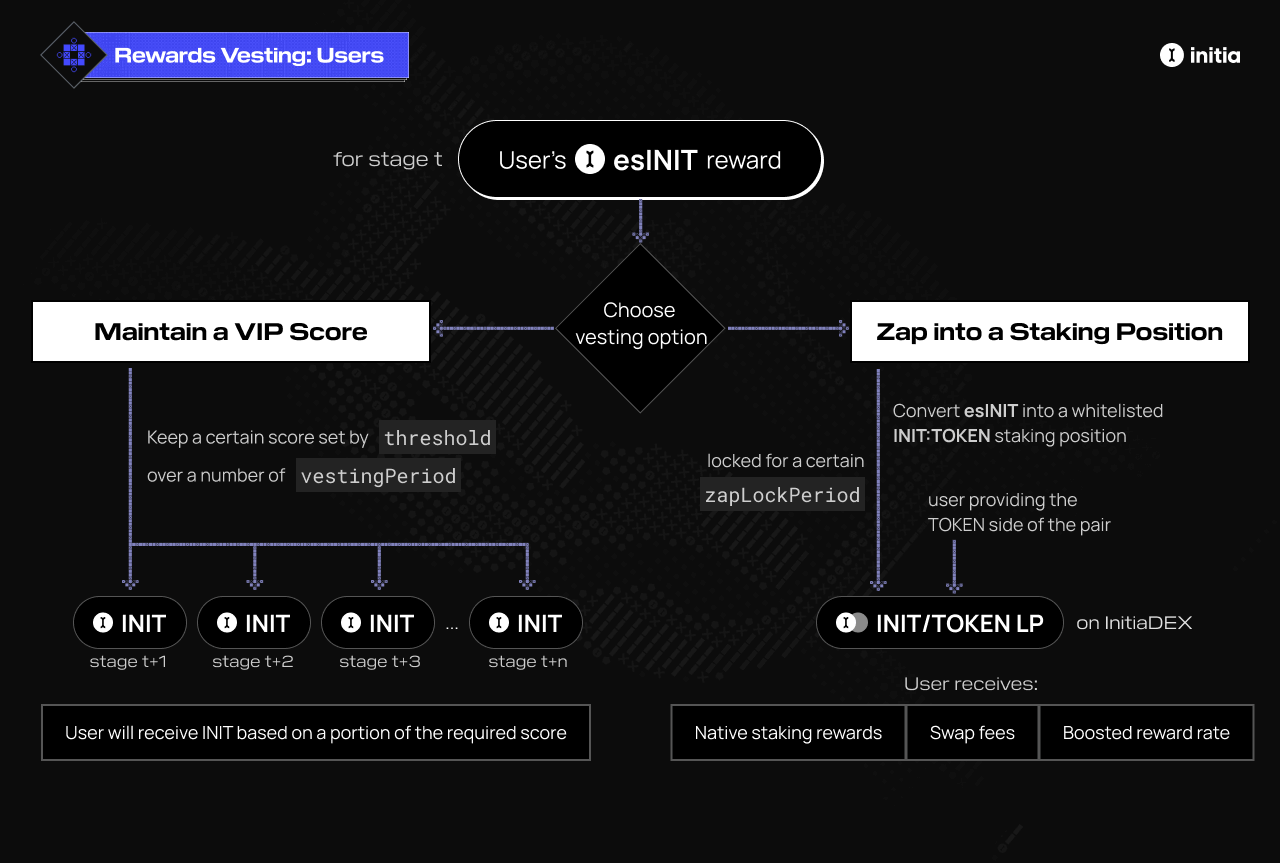 Rewards Vesting: Users
initia
for stage t
User's esINIT reward
Choose
vesting option
Maintain a VIP Score
Zap into a Staking Position
Keep a certain score set by threshold
over a number of vestingPeriod
Convert esINIT into a whitelisted
INIT:TOKEN staking position
locked for a certain
zapLockPeriod
user providing the
TOKEN side of the pair
INIT INIT INIT ... INIT
stage t+1 stage t+2 stage t+3 stage t+n
INIT/TOKEN LP on InitiaDEX
User will receive INIT based on a portion of the required score
User receives:
Native staking rewards Swap fees Boosted reward rate